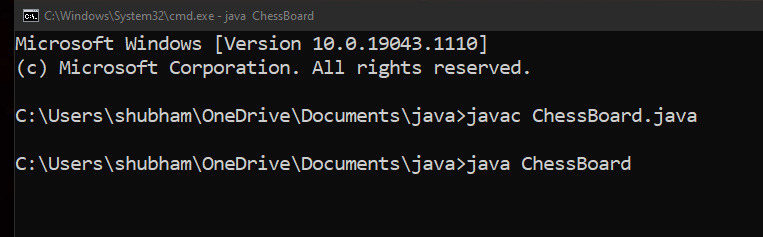 C:\Windows\System32\cmd.exe - java  ChessBoard
Microsoft Windows [Version 10.0.19043.1110]
(c) Microsoft Corporation. All rights reserved.
C:\Users\shubham\OneDrive\Documents\java>javac ChessBoard.java
C:\Users\shubham\OneDrive\Documents\java>java ChessBoard